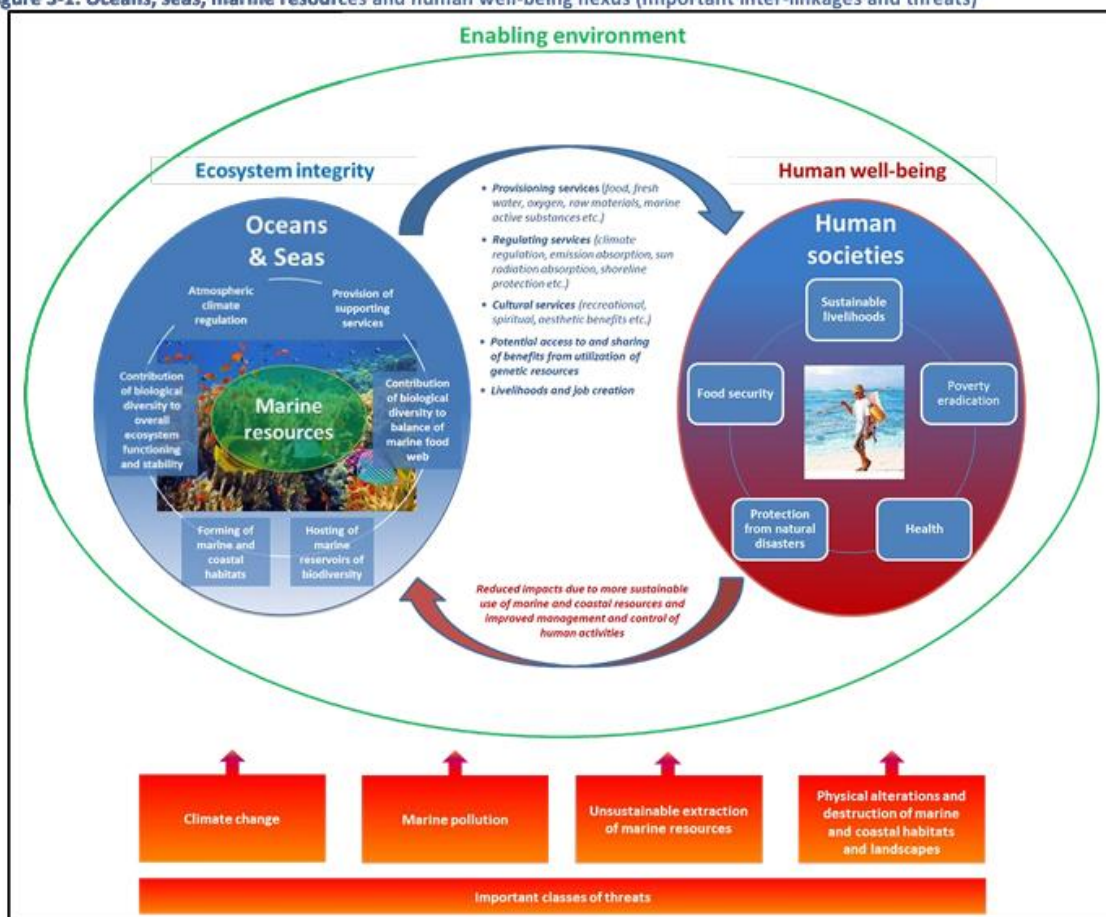 Figure 3-1: Oceans, seas, marine resources and human well-being nexus (important inter-linkages and threats)
Enabling environment
Ecosystem integrity
Human well-being
Oceans
& Seas
Atmospheric
climate
regulation
Provision of
supporting
services
Contribution
of biological
diversity to
overall
ecosystem
functioning
and stability
Marine
resources
Contribution
of biological
diversity to
balance of
marine food
web
Forming of
marine and
coastal
habitats
Hosting of
marine
reservoirs of
biodiversity
• Provisioning services (food, fresh
water, oxygen, raw materials, marine
active substances etc.)
• Regulating services (climate
regulation, emission absorption, sun
radiation absorption, shoreline
protection etc.)
• Cultural services (recreational,
spiritual, aesthetic benefits etc.)
• Potential access to and sharing
of benefits from utilization of
genetic resources
• Livelihoods and job creation
Human
societies
Sustainable
livelihoods
Food security
Poverty
eradication
Protection
from natural
disasters
Health
Reduced impacts due to more sustainable
use of marine and coastal resources and
improved management and control of
human activities
Climate change
Marine pollution
Unsustainable extraction
of marine resources
Physical alterations and
destruction of marine
and coastal habitats
and landscapes
Important classes of threats